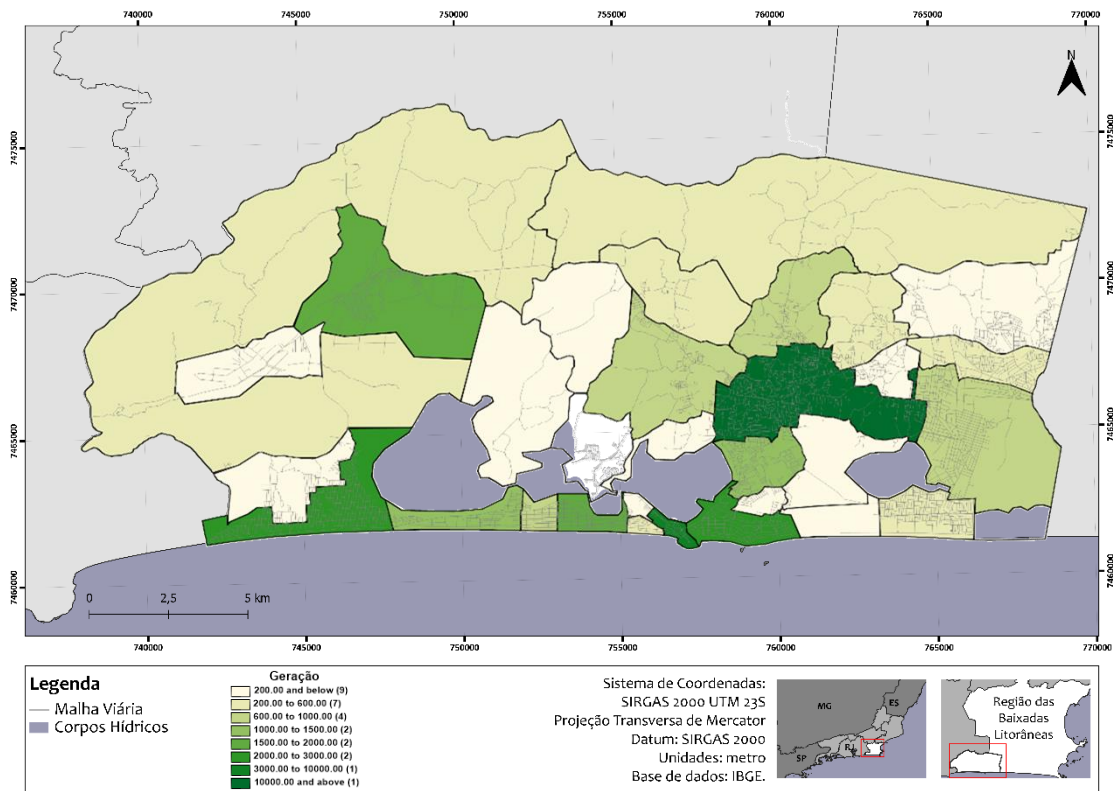 740000 745000 750000 755000 760000 765000 770000
N
7475000 7475000
7470000 7470000
7465000 7465000
7460000 7460000
0 2,5 5 km
740000 745000 750000 755000 760000 765000 770000
Legenda
Malha Viária
Corpos Hídricos
Geração
200.00 and below (9)
200.00 to 600.00 (7)
600.00 to 1000.00 (4)
1000.00 to 1500.00 (2)
1500.00 to 2000.00 (2)
2000.00 to 3000.00 (2)
3000.00 to 10000.00 (1)
10000.00 and above (1)
Sistema de Coordenadas:
SIRGAS 2000 UTM 23S
Projeção Transversa de Mercator
Datum: SIRGAS 2000
Unidades: metro
Base de dados: IBGE.
MG
ES
RJ
SP
Região das
Baixadas
Litorâneas